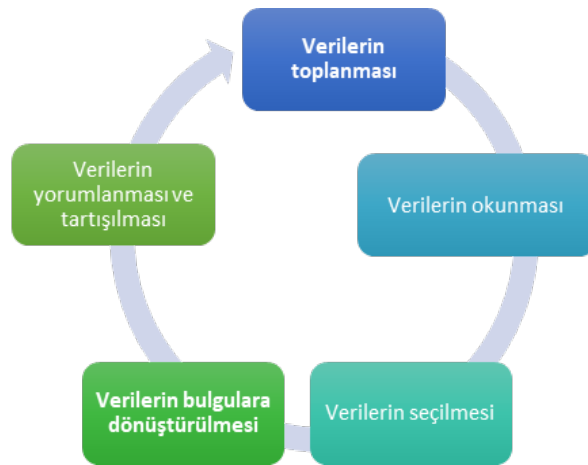 Verilerin
toplanması
Verilerin okunması
Verilerin seçilmesi
Verilerin bulgulara
dönüştürülmesi
Verilerin
yorumlanması ve
tartışılması